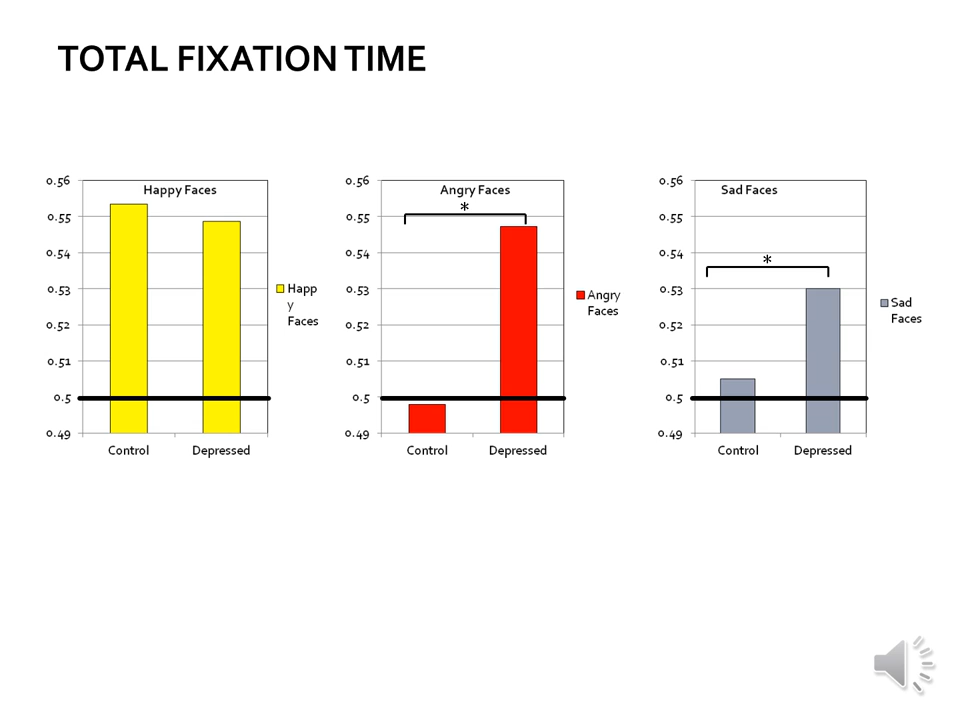 TOTAL FIXATION TIME
Happy Faces
0.56
0.55
0.54
0.53
0.52
0.51
0.5
0.49
Control Depressed
Happ
y
Faces
Angry Faces
*
0.56
0.55
0.54
0.53
0.52
0.51
0.5
0.49
Control Depressed
Angry
Faces
Sad Faces
*
0.56
0.55
0.54
0.53
0.52
0.51
0.5
0.49
Control Depressed
Sad
Faces